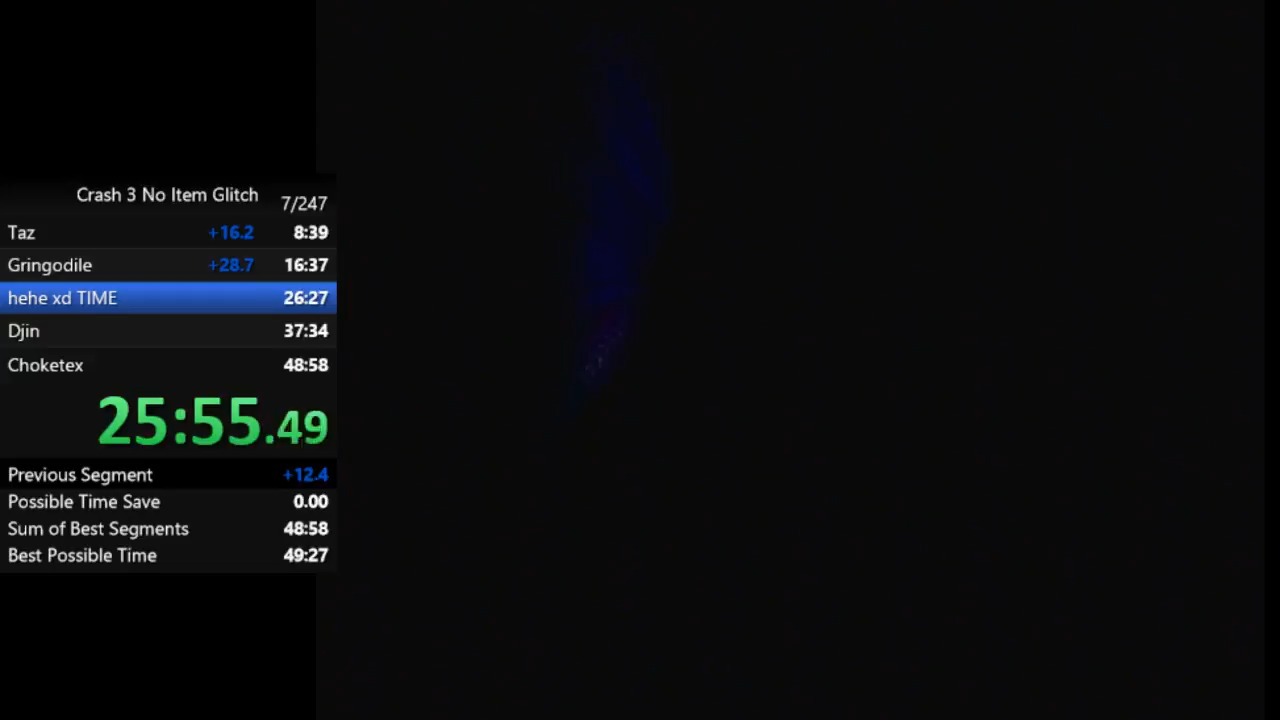 Crash 3 No Item Glitch 7/247
Taz +16.2 8:39
Gringodile +28.7 16:37
hehe xd TIME 26:27
Djin 37:34
Choketex 48:58
25:55.49
Previous Segment +12.4
Possible Time Save 0.00
Sum of Best Segments 48:58
Best Possible Time 49:27